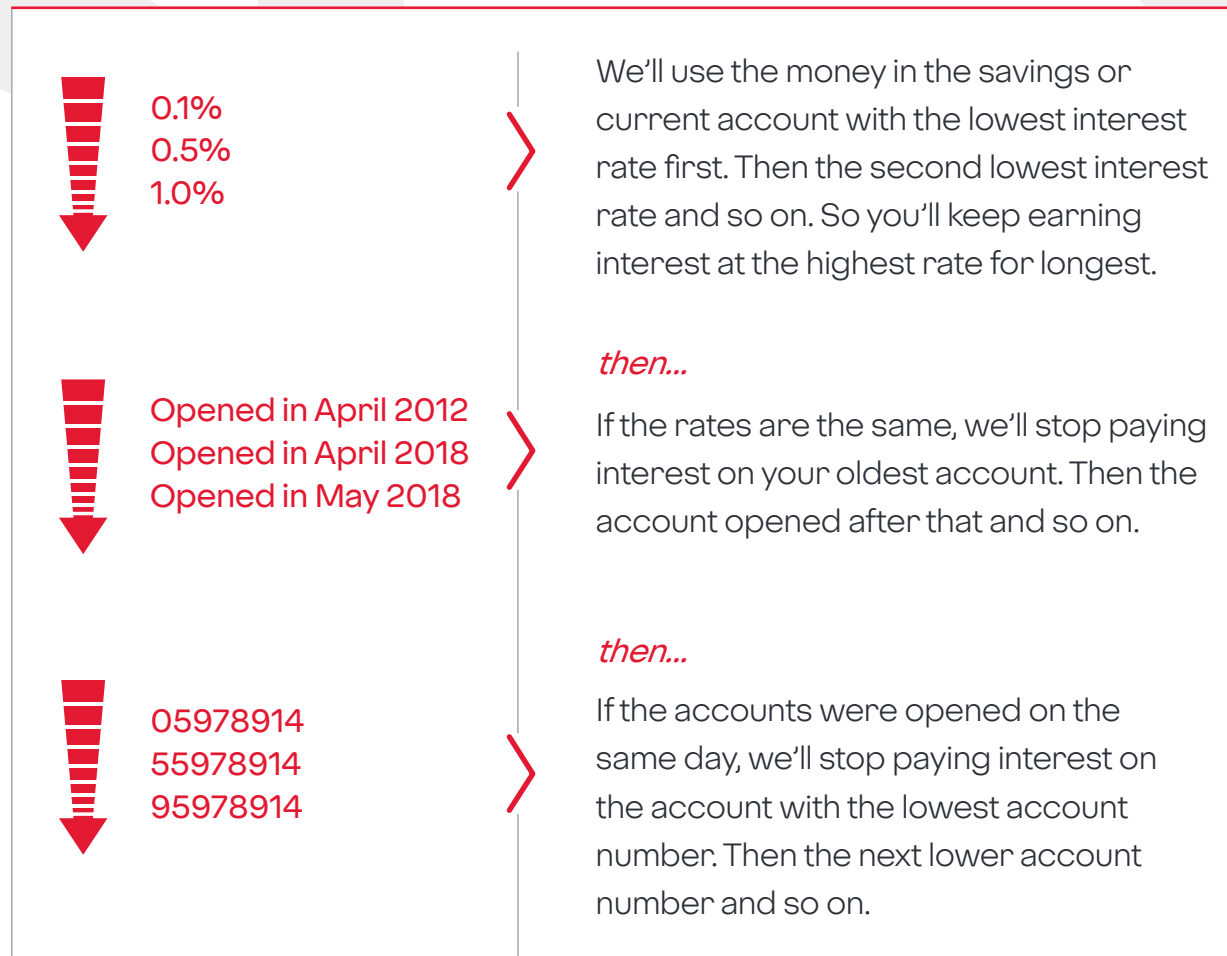 0.1%
0.5%
1.0%
We’ll use the money in the savings or
current account with the lowest interest
rate first. Then the second lowest interest
rate and so on. So you’ll keep earning
interest at the highest rate for longest.
then...
Opened in April 2012
Opened in April 2018
Opened in May 2018
If the rates are the same, we’ll stop paying
interest on your oldest account. Then the
account opened after that and so on.
then...
05978914
55978914
95978914
If the accounts were opened on the
same day, we’ll stop paying interest on
the account with the lowest account
number. Then the next lower account
number and so on.